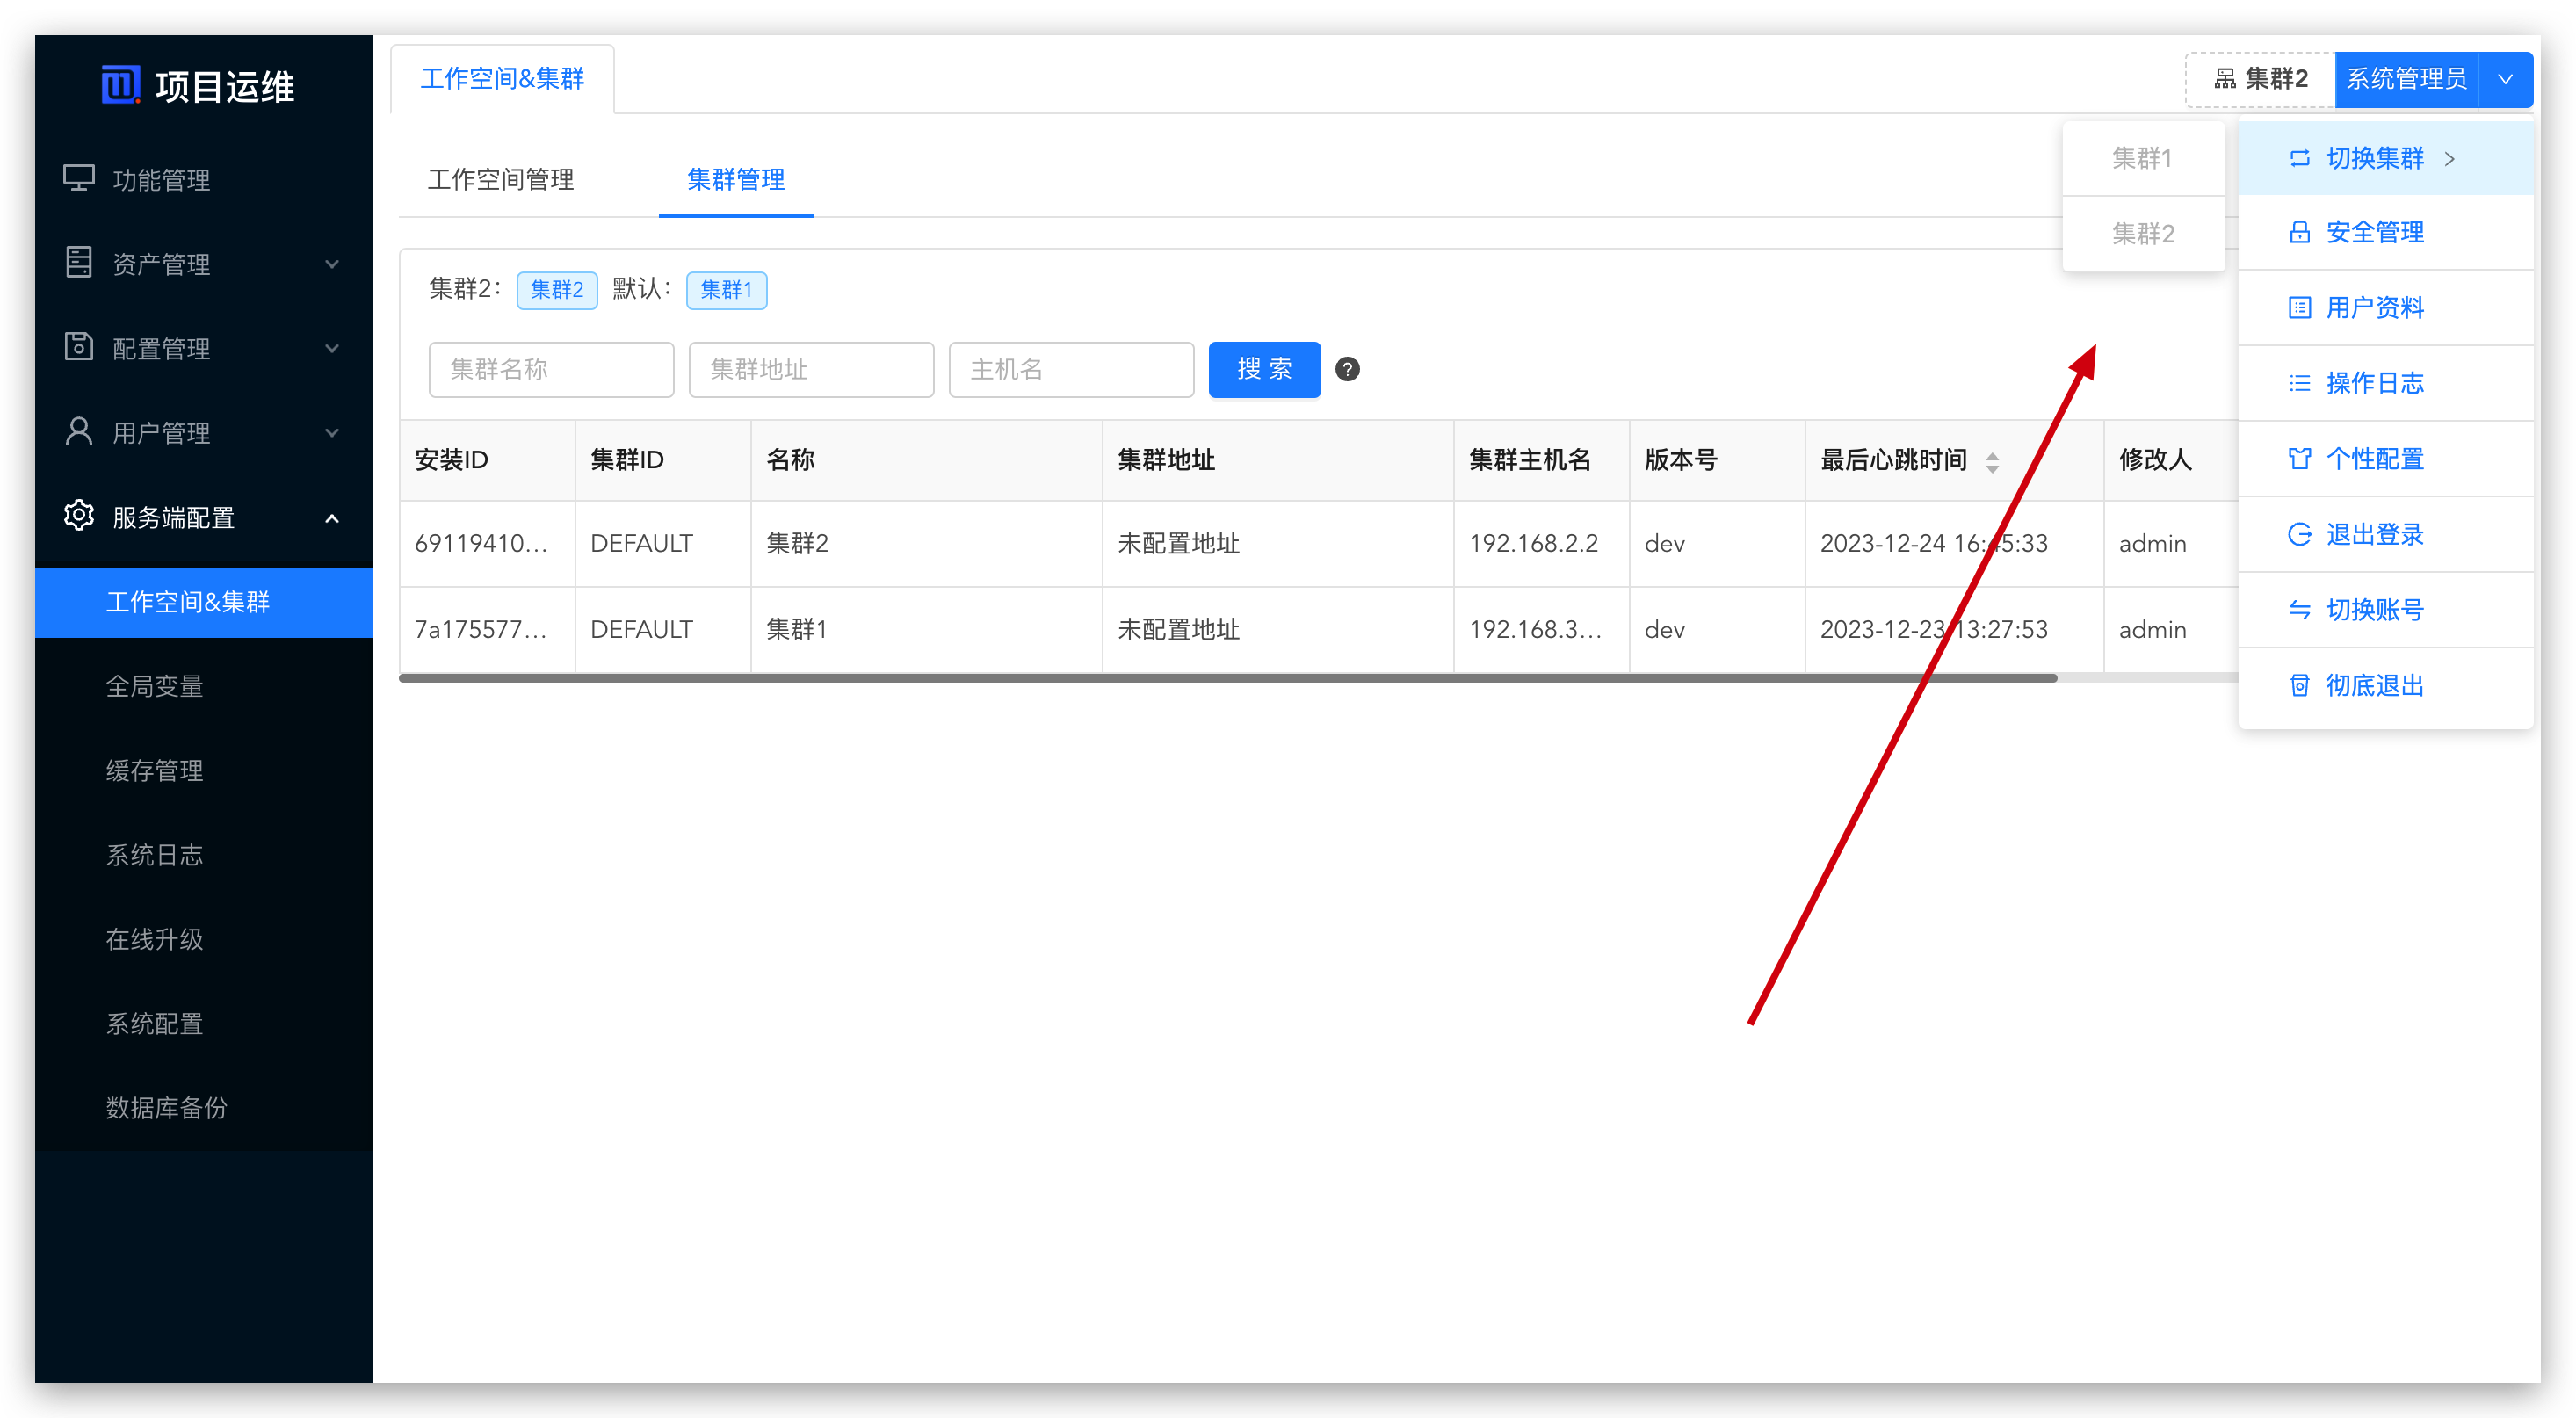 项目运维
功能管理
资产管理
配置管理
用户管理
服务端配置
工作空间&集群
全局变量
缓存管理
系统日志
在线升级
系统配置
数据库备份
工作空间&集群
集群2 系统管理员
工作空间管理 集群管理
集群2： 集群2 默认： 集群1
集群名称 集群地址 主机名 搜 索 ?
安装ID 集群ID 名称 集群地址 集群主机名 版本号 最后心跳时间 修改人
69119410... DEFAULT 集群2 未配置地址 192.168.2.2 dev 2023-12-24 16:45:33 admin
7a175577... DEFAULT 集群1 未配置地址 192.168.3... dev 2023-12-23 13:27:53 admin
集群1
集群2
切换集群
安全管理
用户资料
操作日志
个性配置
退出登录
切换账号
彻底退出